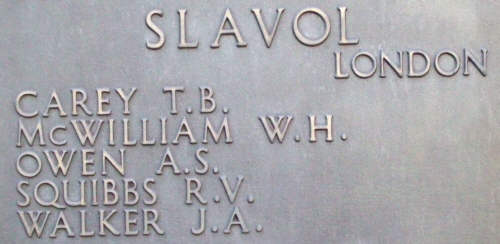 SLAVOL
LONDON
CAREY T.B.
McWILLIAM W.H.
OWEN A.S.
SQUIBBS R.V.
WALKER J.A.